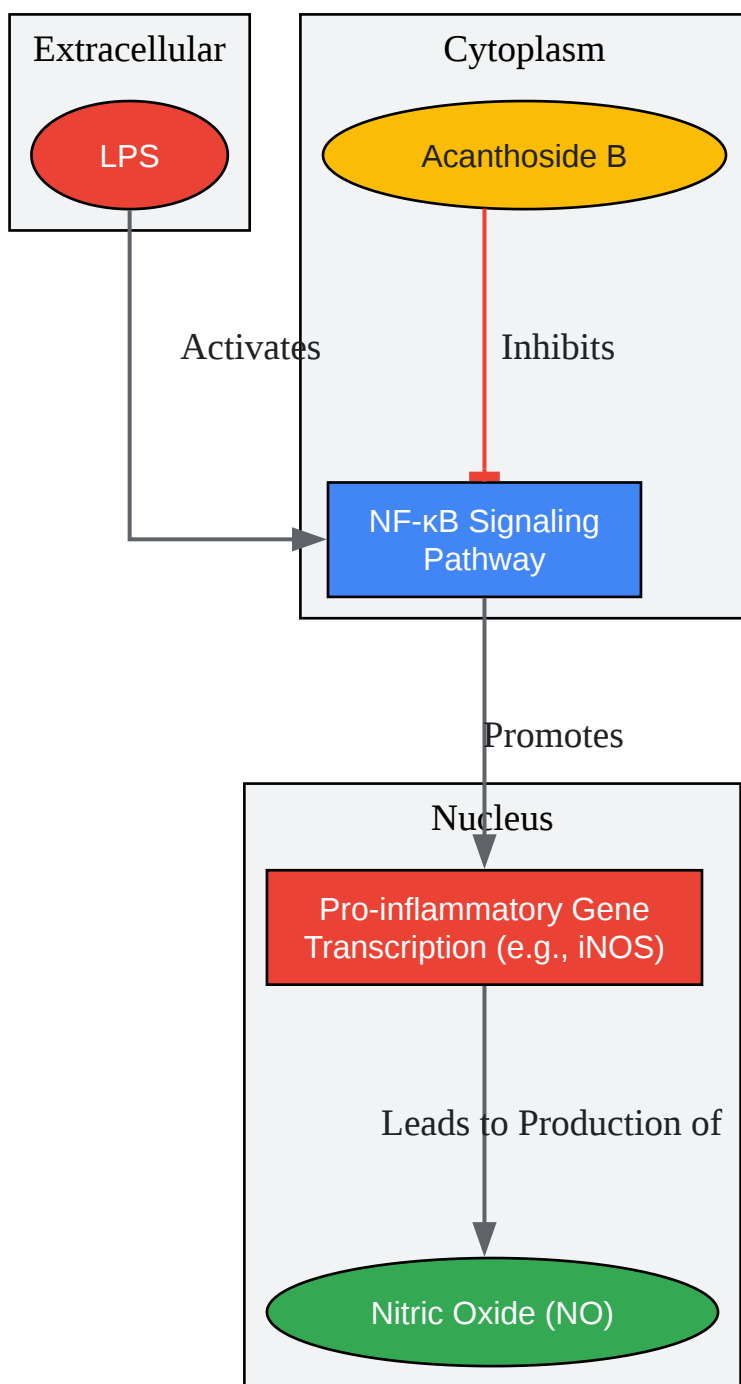 Extracellular
LPS
Cytoplasm
Acanthoside B
Activates
Inhibits
NF-κB Signaling
Pathway
Promotes
Nucleus
Pro-inflammatory Gene
Transcription (e.g., iNOS)
Leads to Production of
Nitric Oxide (NO)